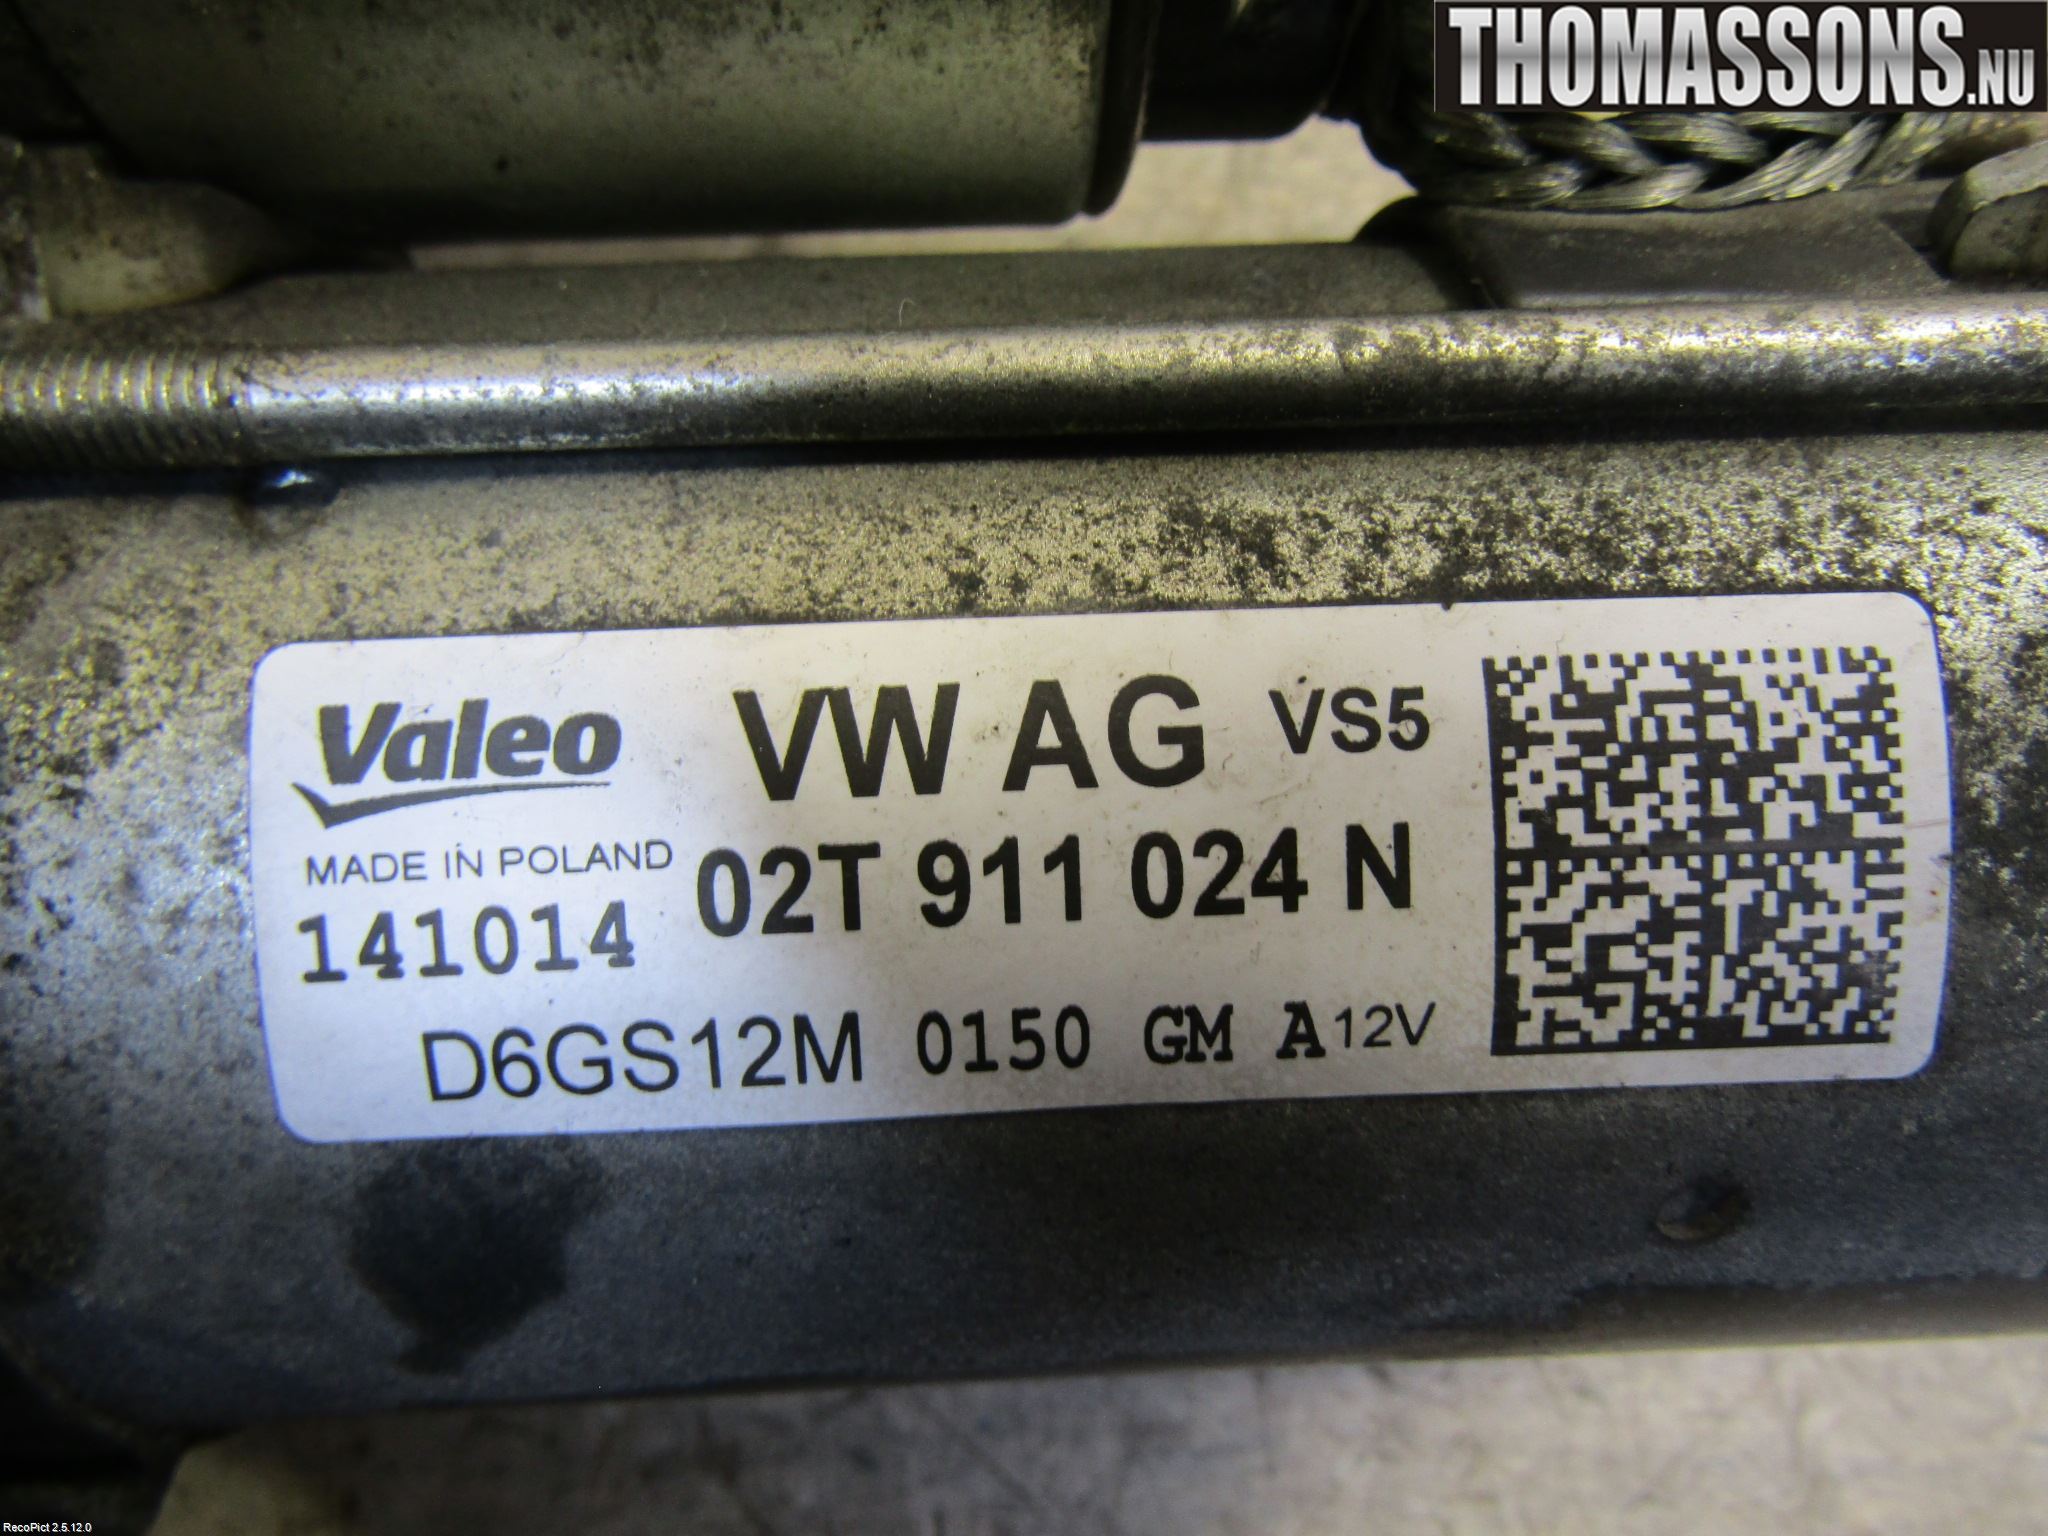 THOMASSONS.NU
Valeo VW AG VS5
MADE IN POLAND 02T 911 024 N
141014
D6GS12M 0150 GM A 12V
RecoPict 2.5.12.0